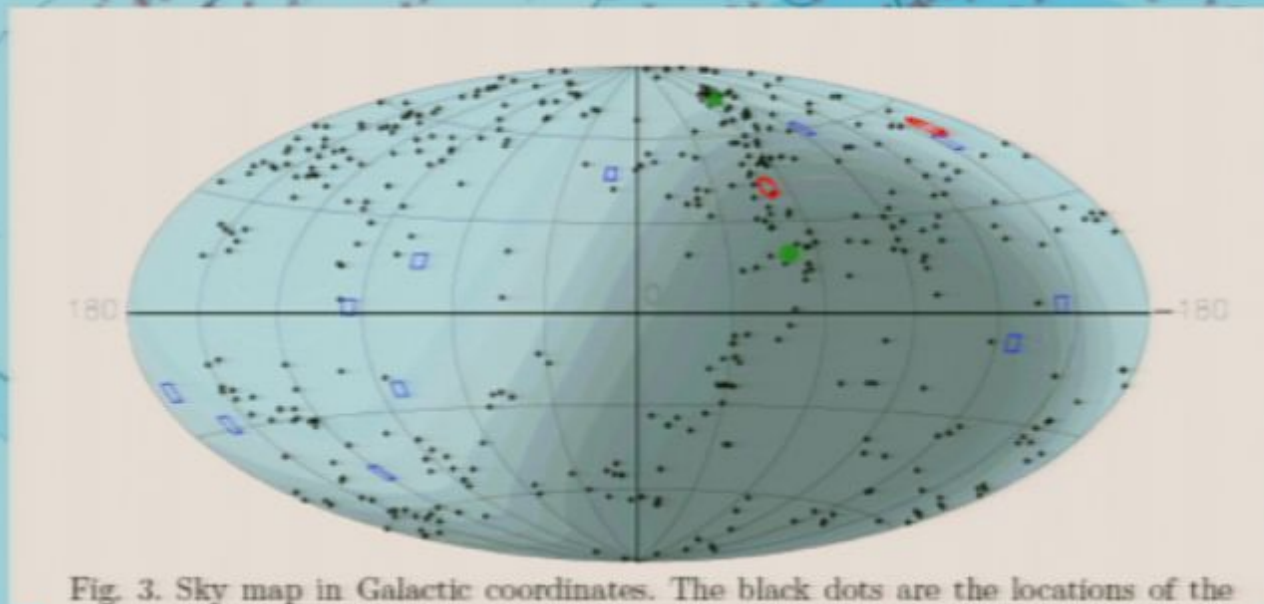 180
0
-180
Fig. 3. Sky map in Galactic coordinates. The black dots are the locations of the